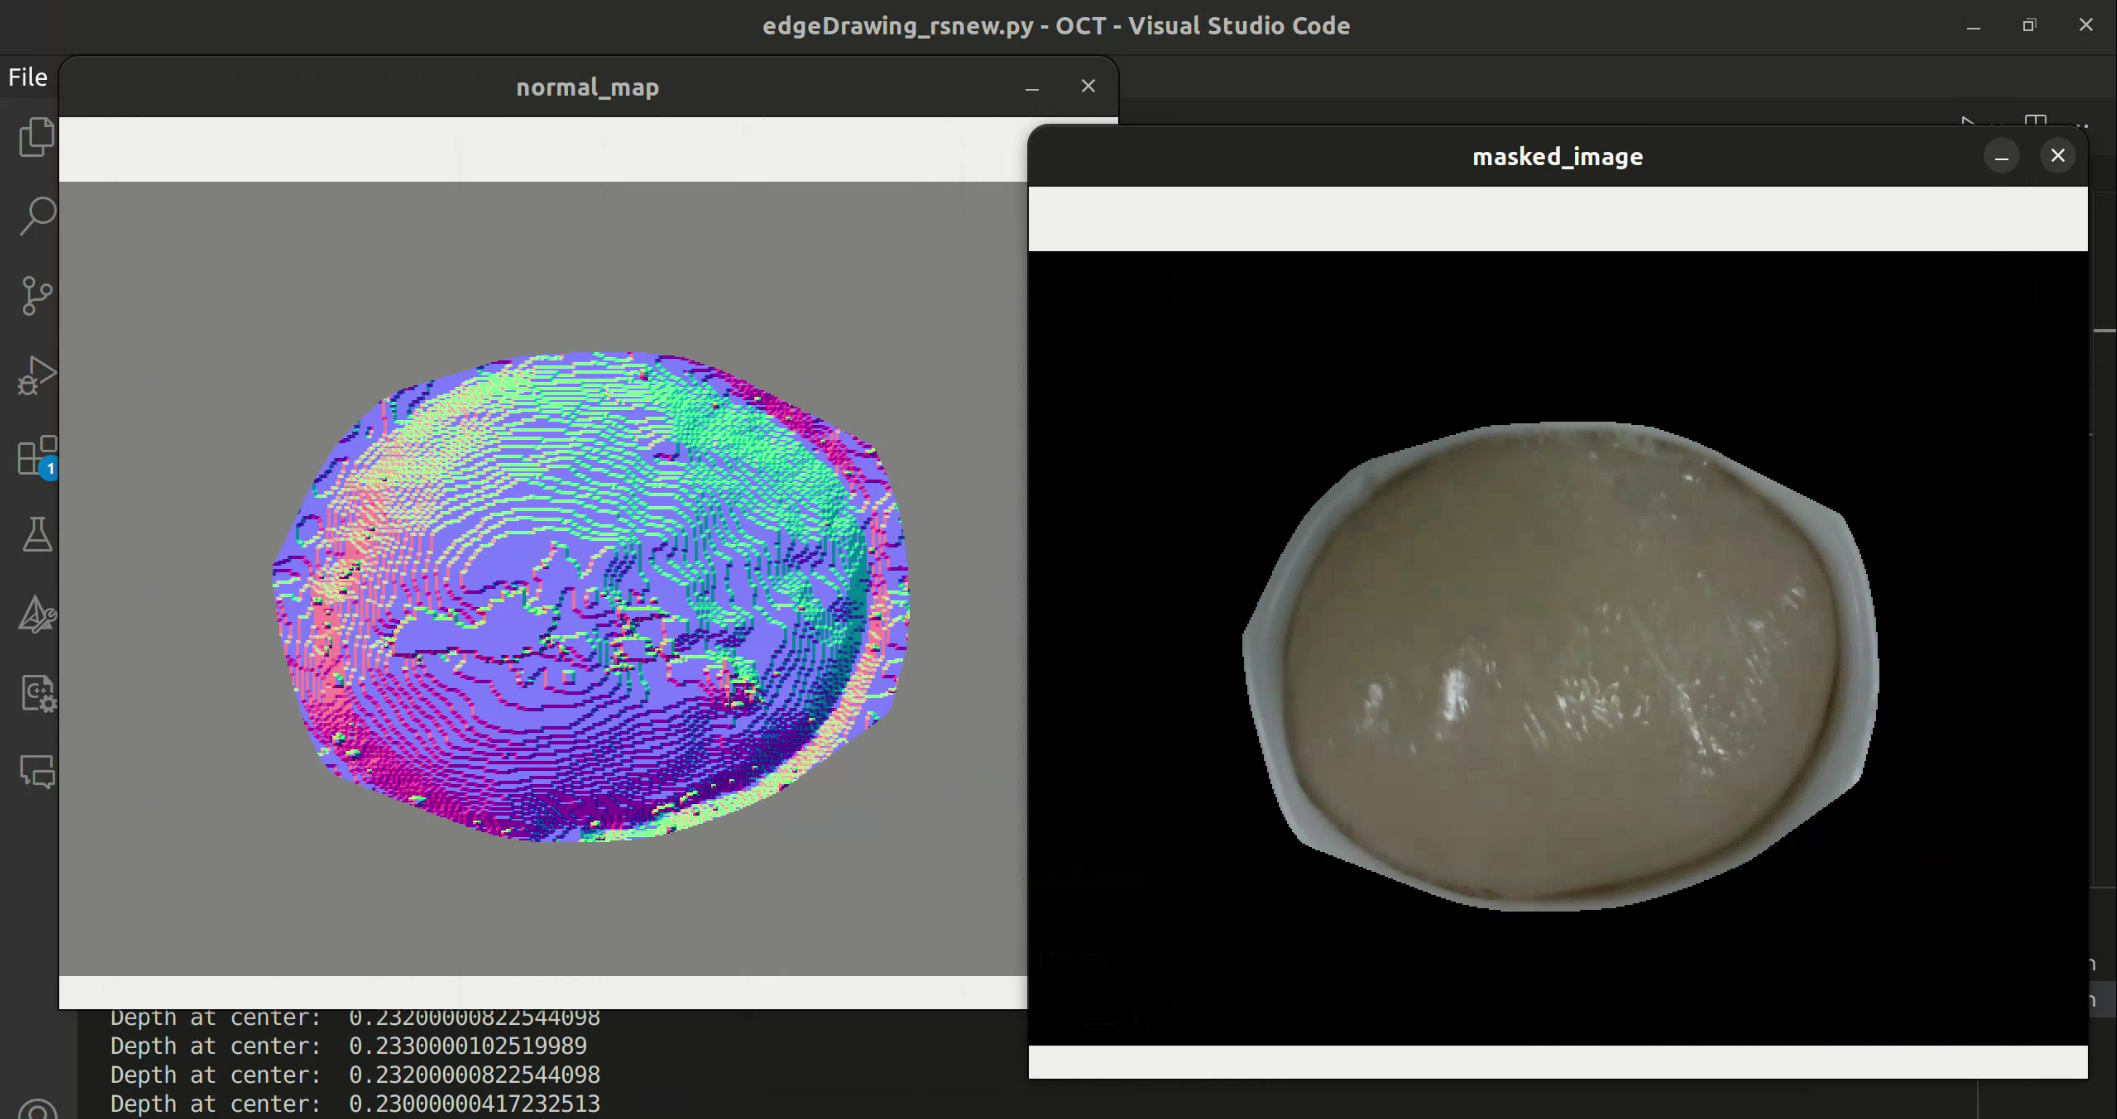 edgeDrawing_rsnew.py - OCT - Visual Studio Code
File
normal_map
masked_image
1
Depth at center: 0.23200000822544098
Depth at center: 0.2330000102519989
Depth at center: 0.23200000822544098
Depth at center: 0.23000000417232513